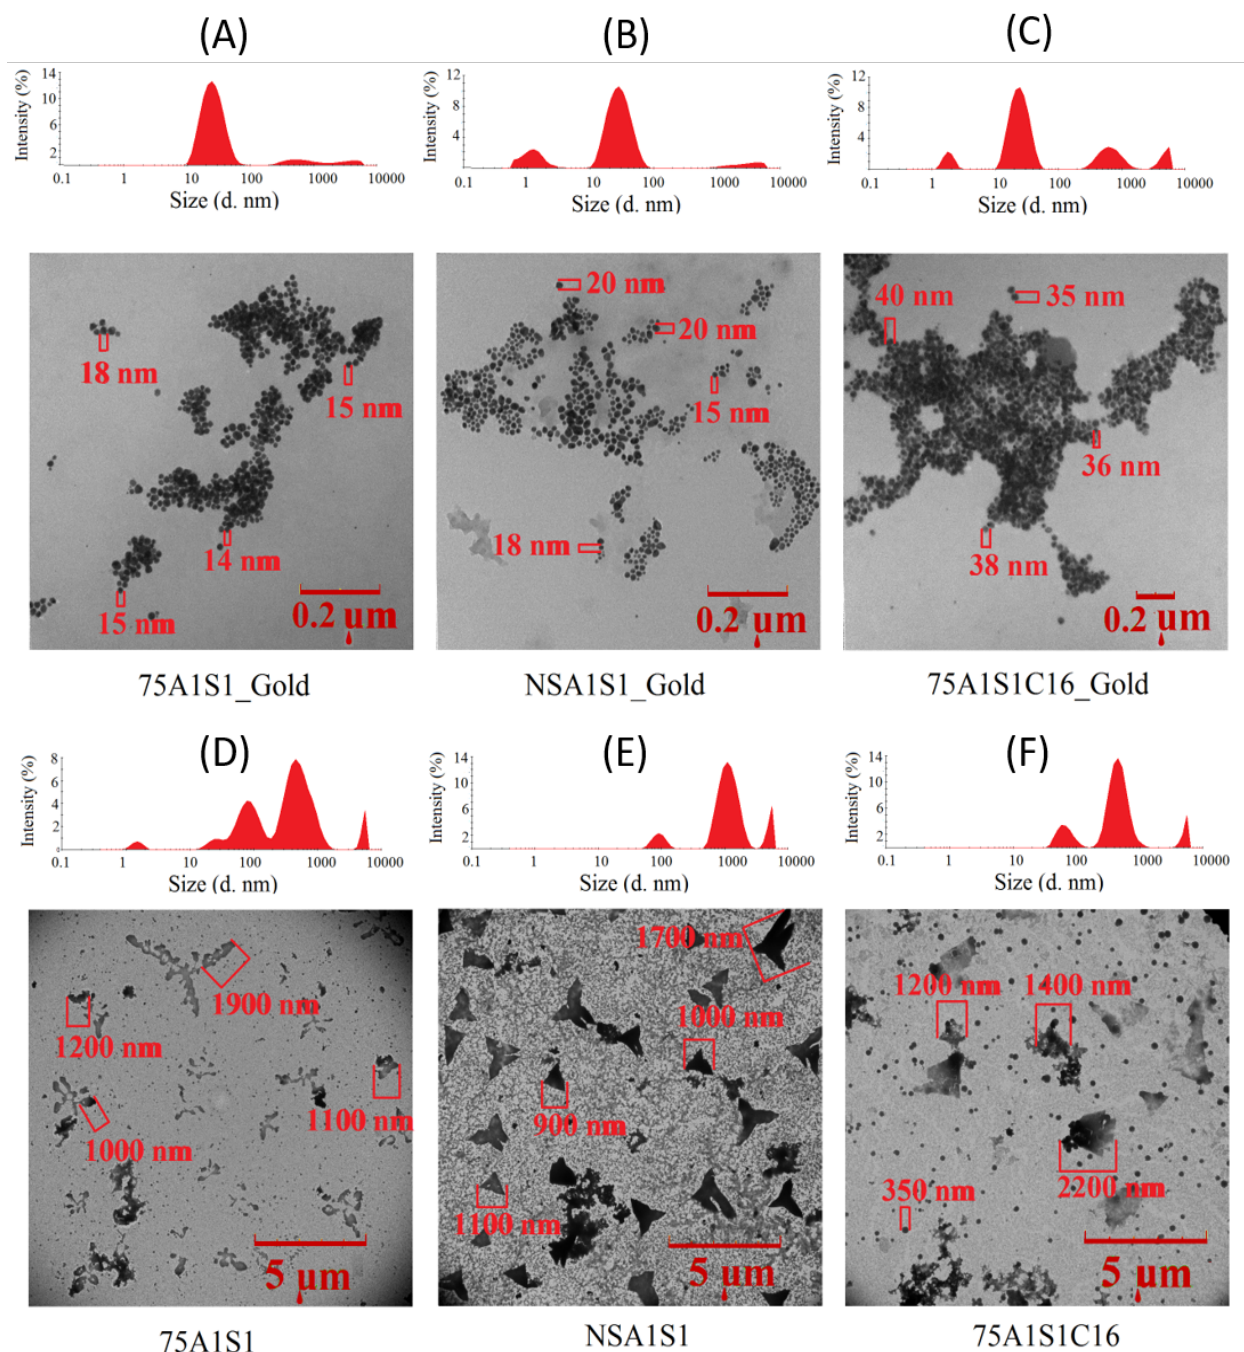 (A)
(B)
(C)
Intensity (%)
14
10
6
2
0.1 1 10 100 1000 10000
Size (d. nm)
Intensity (%)
12
8
4
0.1 1 10 100 1000 10000
Size (d. nm)
Intensity (%)
12
8
4
0.1 1 10 100 1000 10000
Size (d. nm)
18 nm
15 nm
14 nm
15 nm
0.2 µm
20 nm
20 nm
15 nm
18 nm
0.2 µm
40 nm
35 nm
36 nm
38 nm
0.2 µm
75A1S1_Gold
NSA1S1_Gold
75A1S1C16_Gold
(D)
(E)
(F)
Intensity (%)
8
6
4
2
0
0.1 1 10 100 1000 10000
Size (d. nm)
Intensity (%)
14
10
6
2
0.1 1 10 100 1000 10000
Size (d. nm)
Intensity (%)
14
10
6
2
0.1 1 10 100 1000 10000
Size (d. nm)
1900 nm
1200 nm
1100 nm
1000 nm
5 µm
1700 nm
1000 nm
900 nm
1100 nm
5 µm
1200 nm
1400 nm
2200 nm
350 nm
5 µm
75A1S1
NSA1S1
75A1S1C16